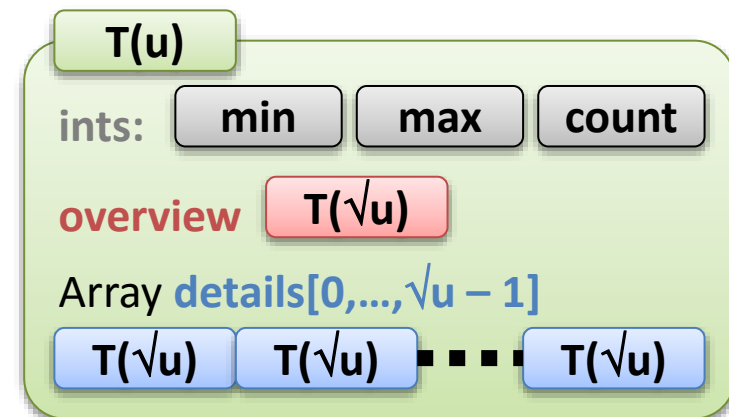 T(u)
ints: min max count
overview T(√u)
Array details[0,...,√u – 1]
T(√u) T(√u) T(√u)